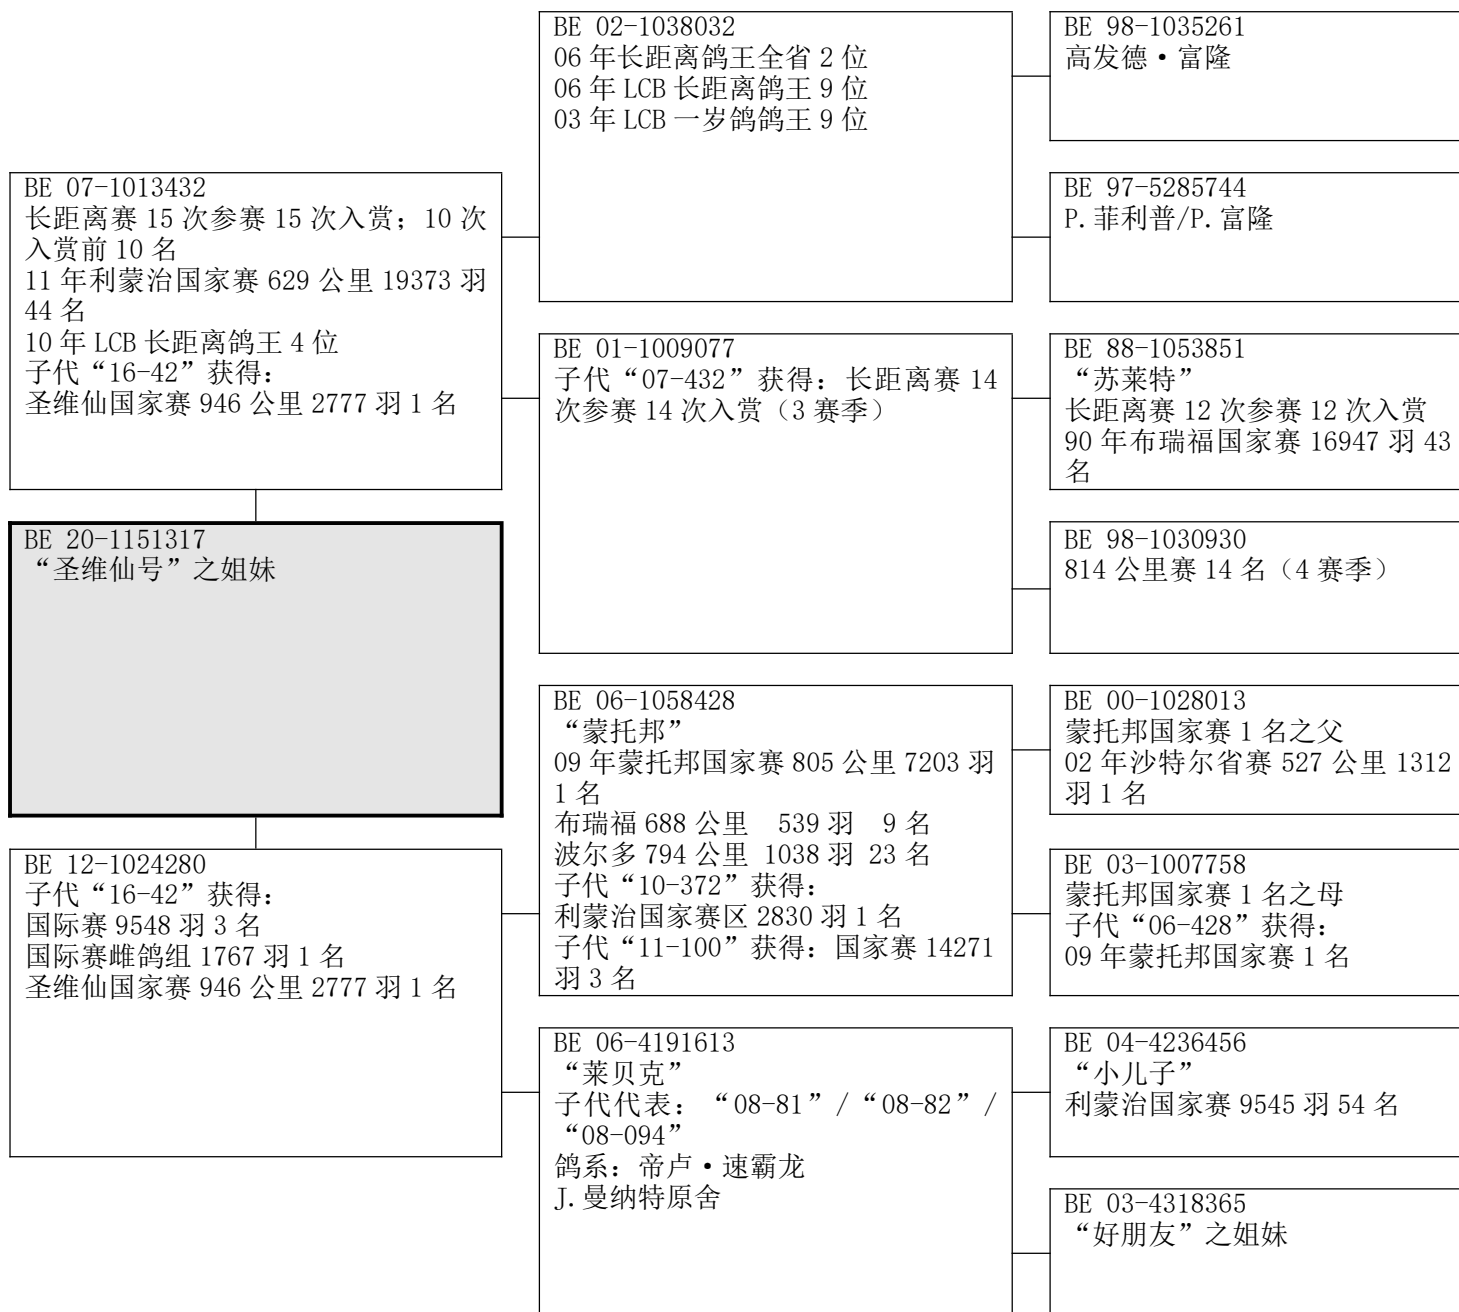 BE 07-1013432
长距离赛 15 次参赛 15 次入赏；10 次
入赏前 10 名
11 年利蒙治国家赛 629 公里 19373 羽
44 名
10 年 LCB 长距离鸽王 4 位
子代“16-42”获得：
圣维仙国家赛 946 公里 2777 羽 1 名
BE 20-1151317
“圣维仙号”之姐妹
BE 12-1024280
子代“16-42”获得：
国际赛 9548 羽 3 名
国际赛雌鸽组 1767 羽 1 名
圣维仙国家赛 946 公里 2777 羽 1 名
BE 02-1038032
06 年长距离鸽王全省 2 位
06 年 LCB 长距离鸽王 9 位
03 年 LCB 一岁鸽鸽王 9 位
BE 01-1009077
子代“07-432”获得：长距离赛 14
次参赛 14 次入赏（3 赛季）
BE 06-1058428
“蒙托邦”
09 年蒙托邦国家赛 805 公里 7203 羽
1 名
布瑞福 688 公里 539 羽 9 名
波尔多 794 公里 1038 羽 23 名
子代“10-372”获得：
利蒙治国家赛区 2830 羽 1 名
子代“11-100”获得：国家赛 14271
羽 3 名
BE 06-4191613
“莱贝克”
子代代表：“08-81”/“08-82”/
“08-094”
鸽系：帝卢·速霸龙
J.曼纳特原舍
BE 98-1035261
高发德·富隆
BE 97-5285744
P.菲利普/P.富隆
BE 88-1053851
“苏莱特”
长距离赛 12 次参赛 12 次入赏
90 年布瑞福国家赛 16947 羽 43
名
BE 98-1030930
814 公里赛 14 名（4 赛季）
BE 00-1028013
蒙托邦国家赛 1 名之父
02 年沙特尔省赛 527 公里 1312
羽 1 名
BE 03-1007758
蒙托邦国家赛 1 名之母
子代“06-428”获得：
09 年蒙托邦国家赛 1 名
BE 04-4236456
“小儿子”
利蒙治国家赛 9545 羽 54 名
BE 03-4318365
“好朋友”之姐妹